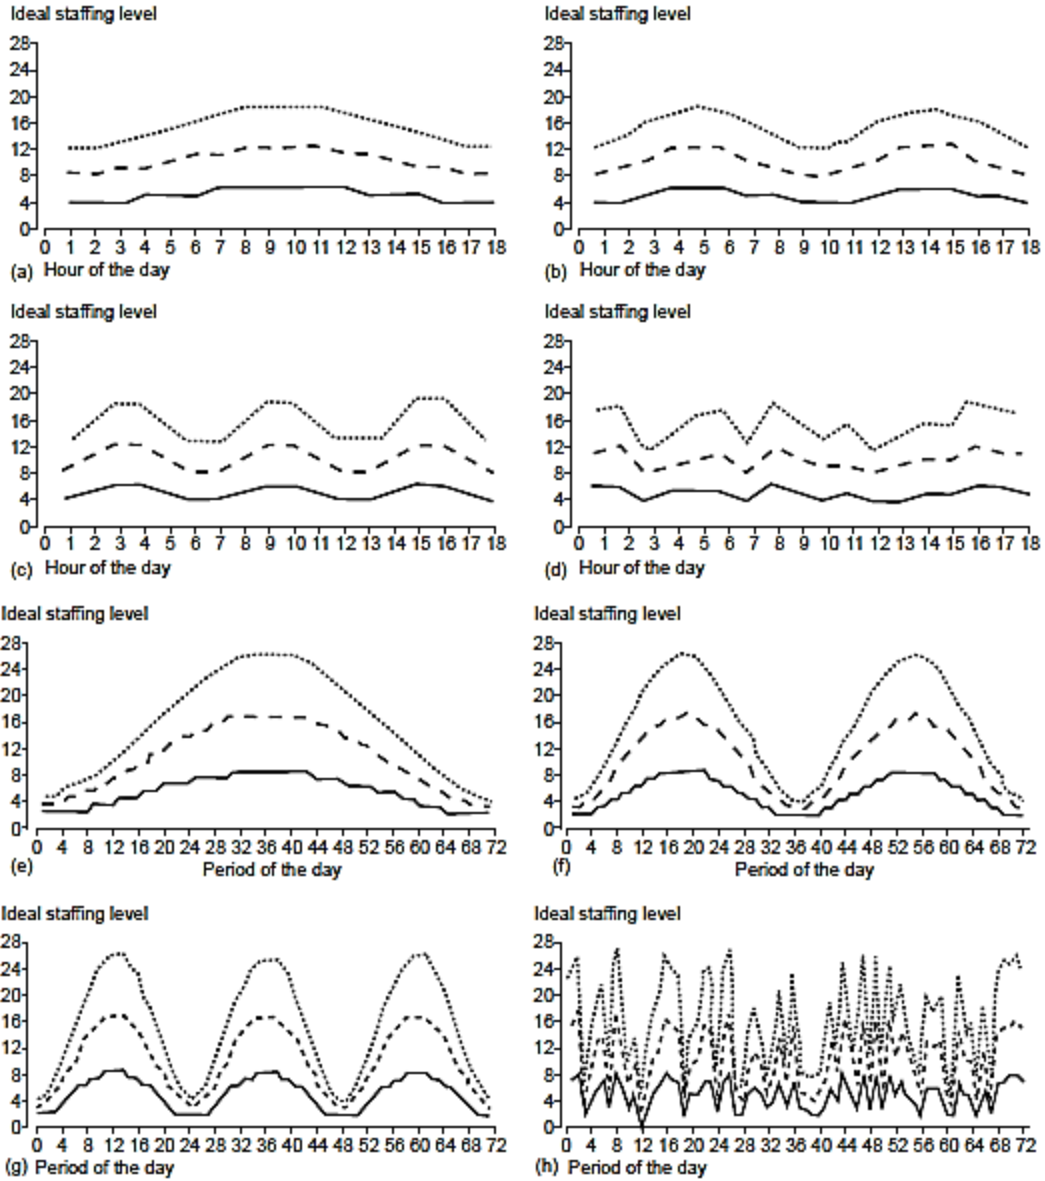 Ideal staffing level
28
24
20
16
12
8
4
0
0 1 2 3 4 5 6 7 8 9 10 11 12 13 14 15 16 17 18
(a) Hour of the day
Ideal staffing level
28
24
20
16
12
8
4
0
0 1 2 3 4 5 6 7 8 9 10 11 12 13 14 15 16 17 18
(b) Hour of the day
Ideal staffing level
28
24
20
16
12
8
4
0
0 1 2 3 4 5 6 7 8 9 10 11 12 13 14 15 16 17 18
(c) Hour of the day
Ideal staffing level
28
24
20
16
12
8
4
0
0 1 2 3 4 5 6 7 8 9 10 11 12 13 14 15 16 17 18
(d) Hour of the day
Ideal staffing level
28
24
20
16
12
8
4
0
0 4 8 12 16 20 24 28 32 36 40 44 48 52 56 60 64 68 72
(e) Period of the day
Ideal staffing level
28
24
20
16
12
8
4
0
0 4 8 12 16 20 24 28 32 36 40 44 48 52 56 60 64 68 72
(f) Period of the day
Ideal staffing level
28
24
20
16
12
8
4
0
0 4 8 12 16 20 24 28 32 36 40 44 48 52 56 60 64 68 72
(g) Period of the day
Ideal staffing level
28
24
20
16
12
8
4
0
0 4 8 12 16 20 24 28 32 36 40 44 48 52 56 60 64 68 72
(h) Period of the day